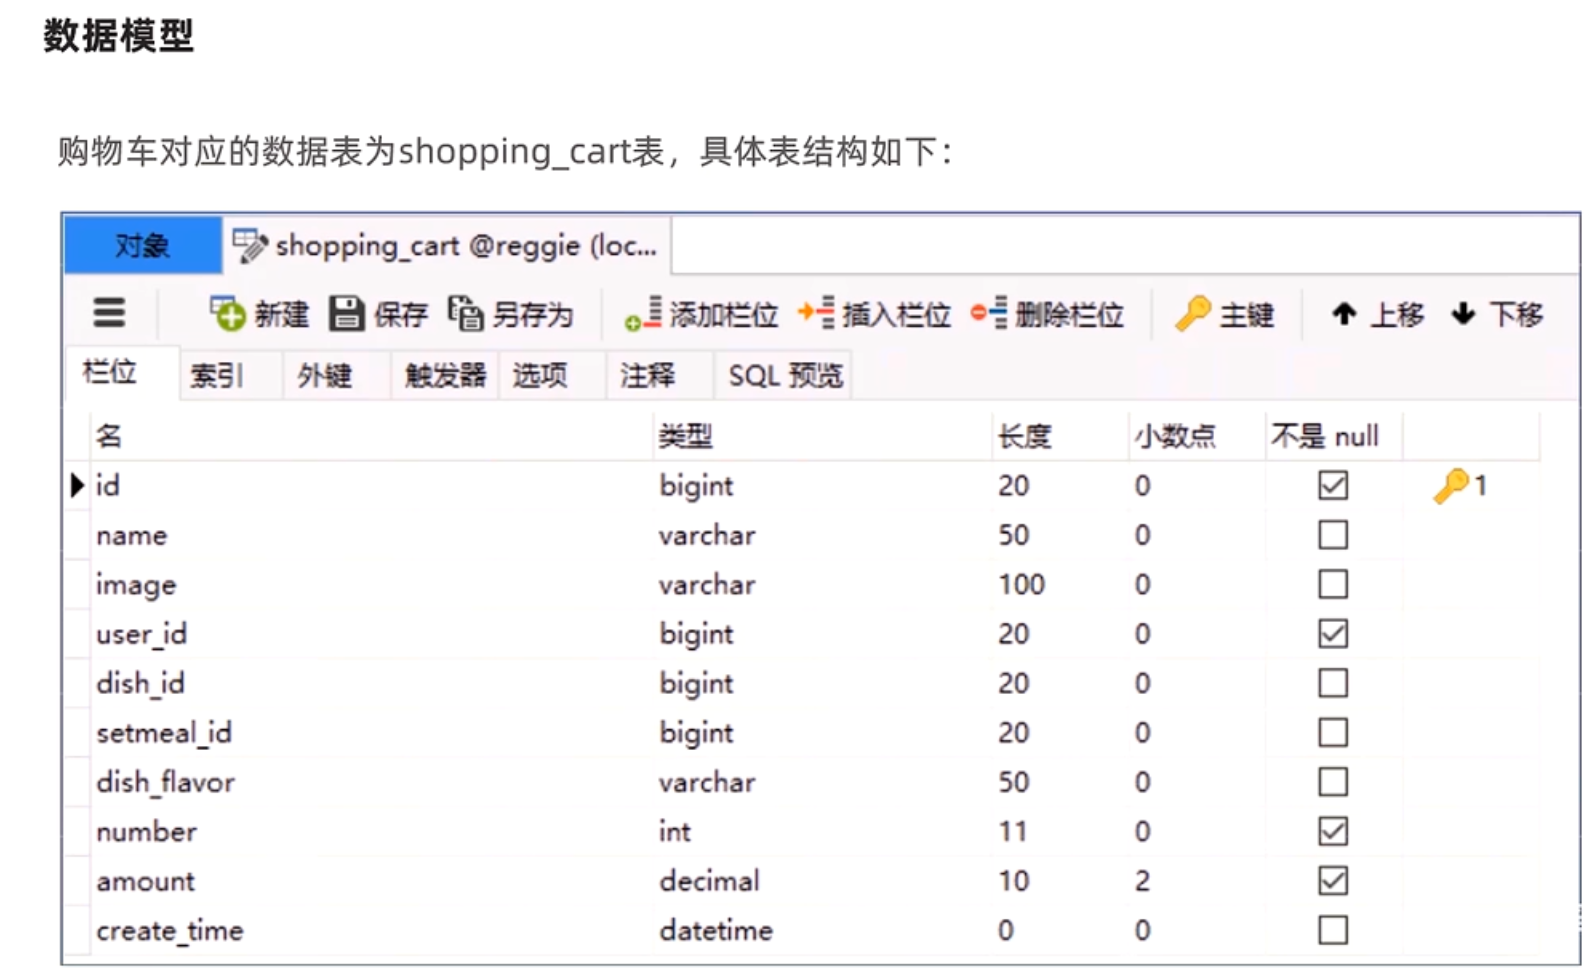 数据模型
购物车对应的数据表为shopping_cart表，具体表结构如下：
对象 shopping_cart @reggie (loc...
新建 保存 另存为 添加栏位 插入栏位 删除栏位 主键 上移 下移
栏位 索引 外键 触发器 选项 注释 SQL 预览
名 类型 长度 小数点 不是 null
id bigint 20 0 1
name varchar 50 0
image varchar 100 0
user_id bigint 20 0
dish_id bigint 20 0
setmeal_id bigint 20 0
dish_flavor varchar 50 0
number int 11 0
amount decimal 10 2
create_time datetime 0 0